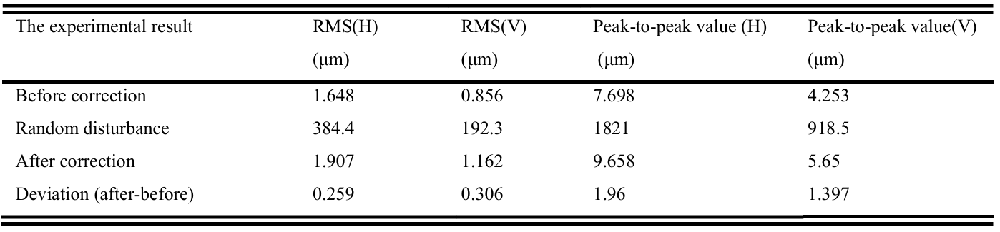 The experimental result RMS(H) RMS(V) Peak-to-peak value (H) Peak-to-peak value(V)
(μm) (μm) (μm) (μm)
Before correction 1.648 0.856 7.698 4.253
Random disturbance 384.4 192.3 1821 918.5
After correction 1.907 1.162 9.658 5.65
Deviation (after-before) 0.259 0.306 1.96 1.397